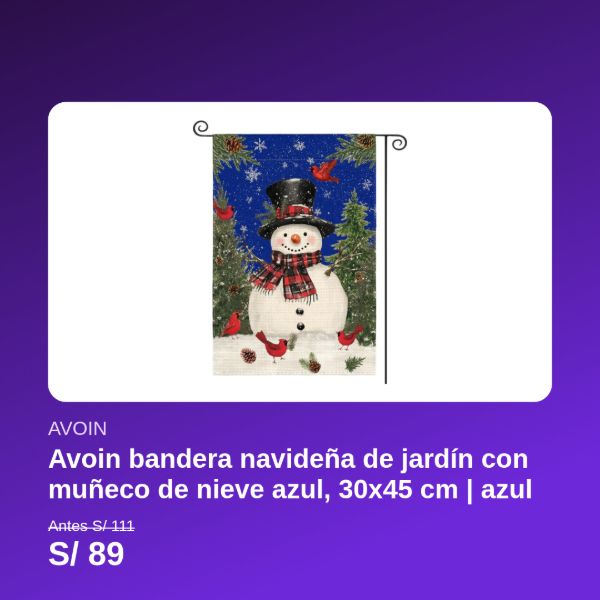 AVOIN
Avoin bandera navideña de jardín con
muñeco de nieve azul, 30x45 cm | azul
Antes S/ 111
S/ 89